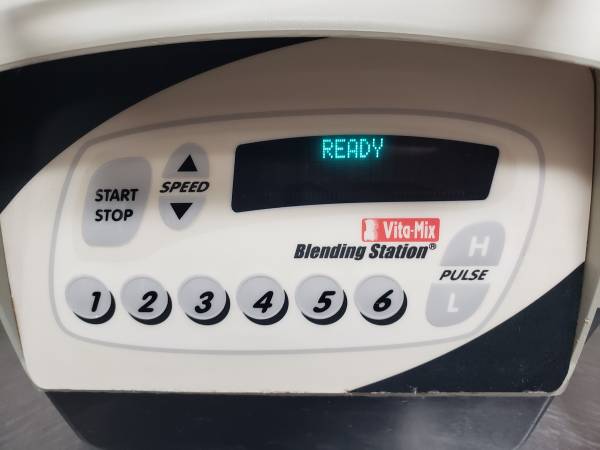 READY
START
STOP
SPEED
Vita-Mix
Blending Station®
H
PULSE
L
1 2 3 4 5 6